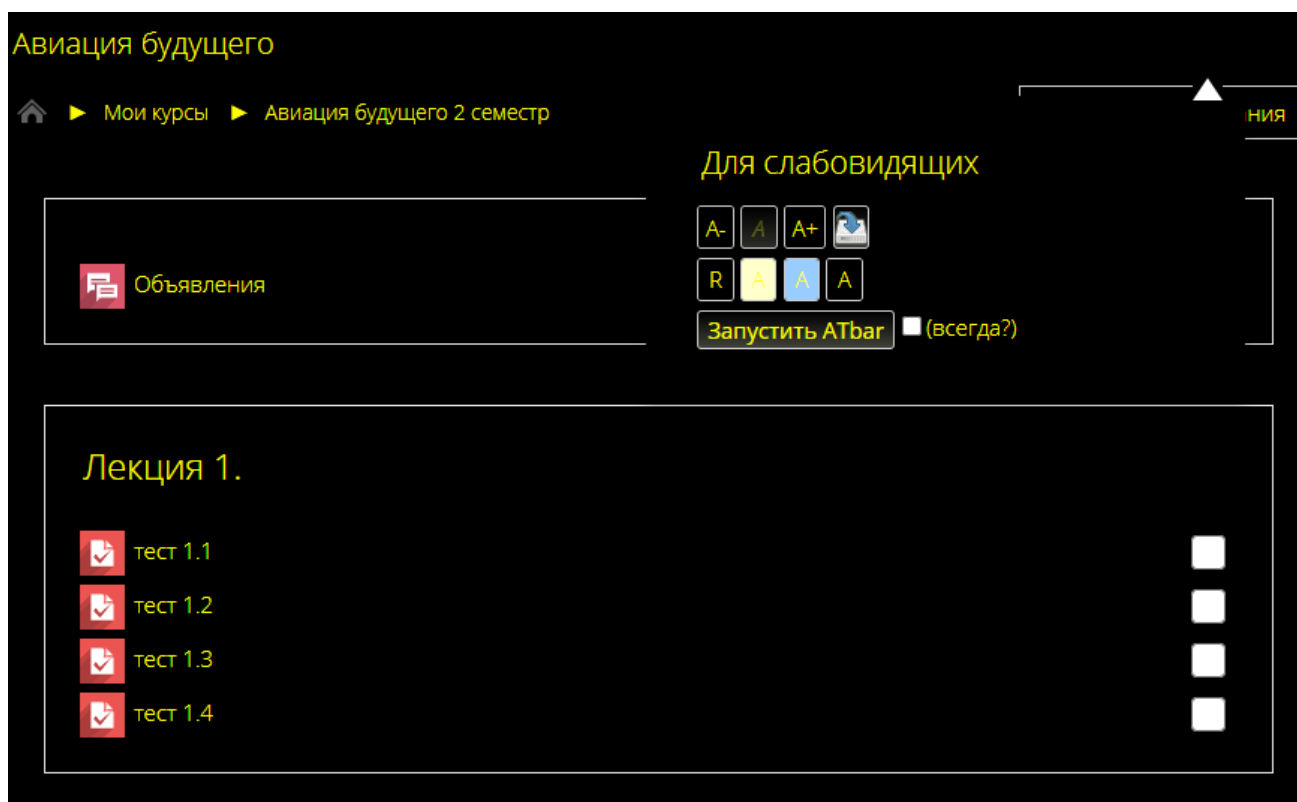 Авиация будущего
Мои курсы ► Авиация будущего 2 семестр
Для слабовидящих
A- A A+
R A A A
Запустить ATbar (всегда?)
Объявления
Лекция 1.
тест 1.1
тест 1.2
тест 1.3
тест 1.4